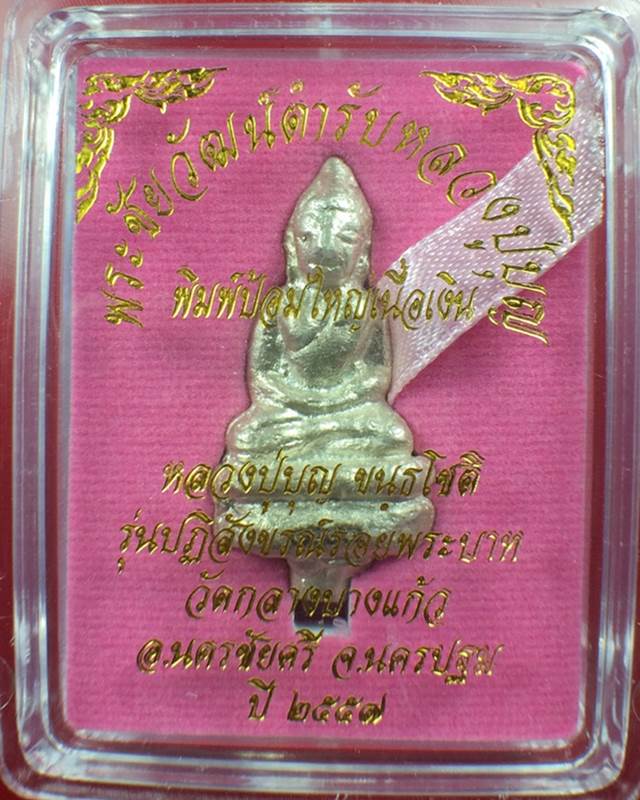 พระชัยวัฒน์ตำรับหลวงปู่บุญ
พิมพ์ป้อมใหญ่เนื้อเงิน
หลวงปู่บุญ ขนฺธโชติ
รุ่นปฏิสังขรณ์รอยพระบาท
วัดกลางบางแก้ว
อ.นครชัยศรี จ.นครปฐม
ปี ๒๕๕๗